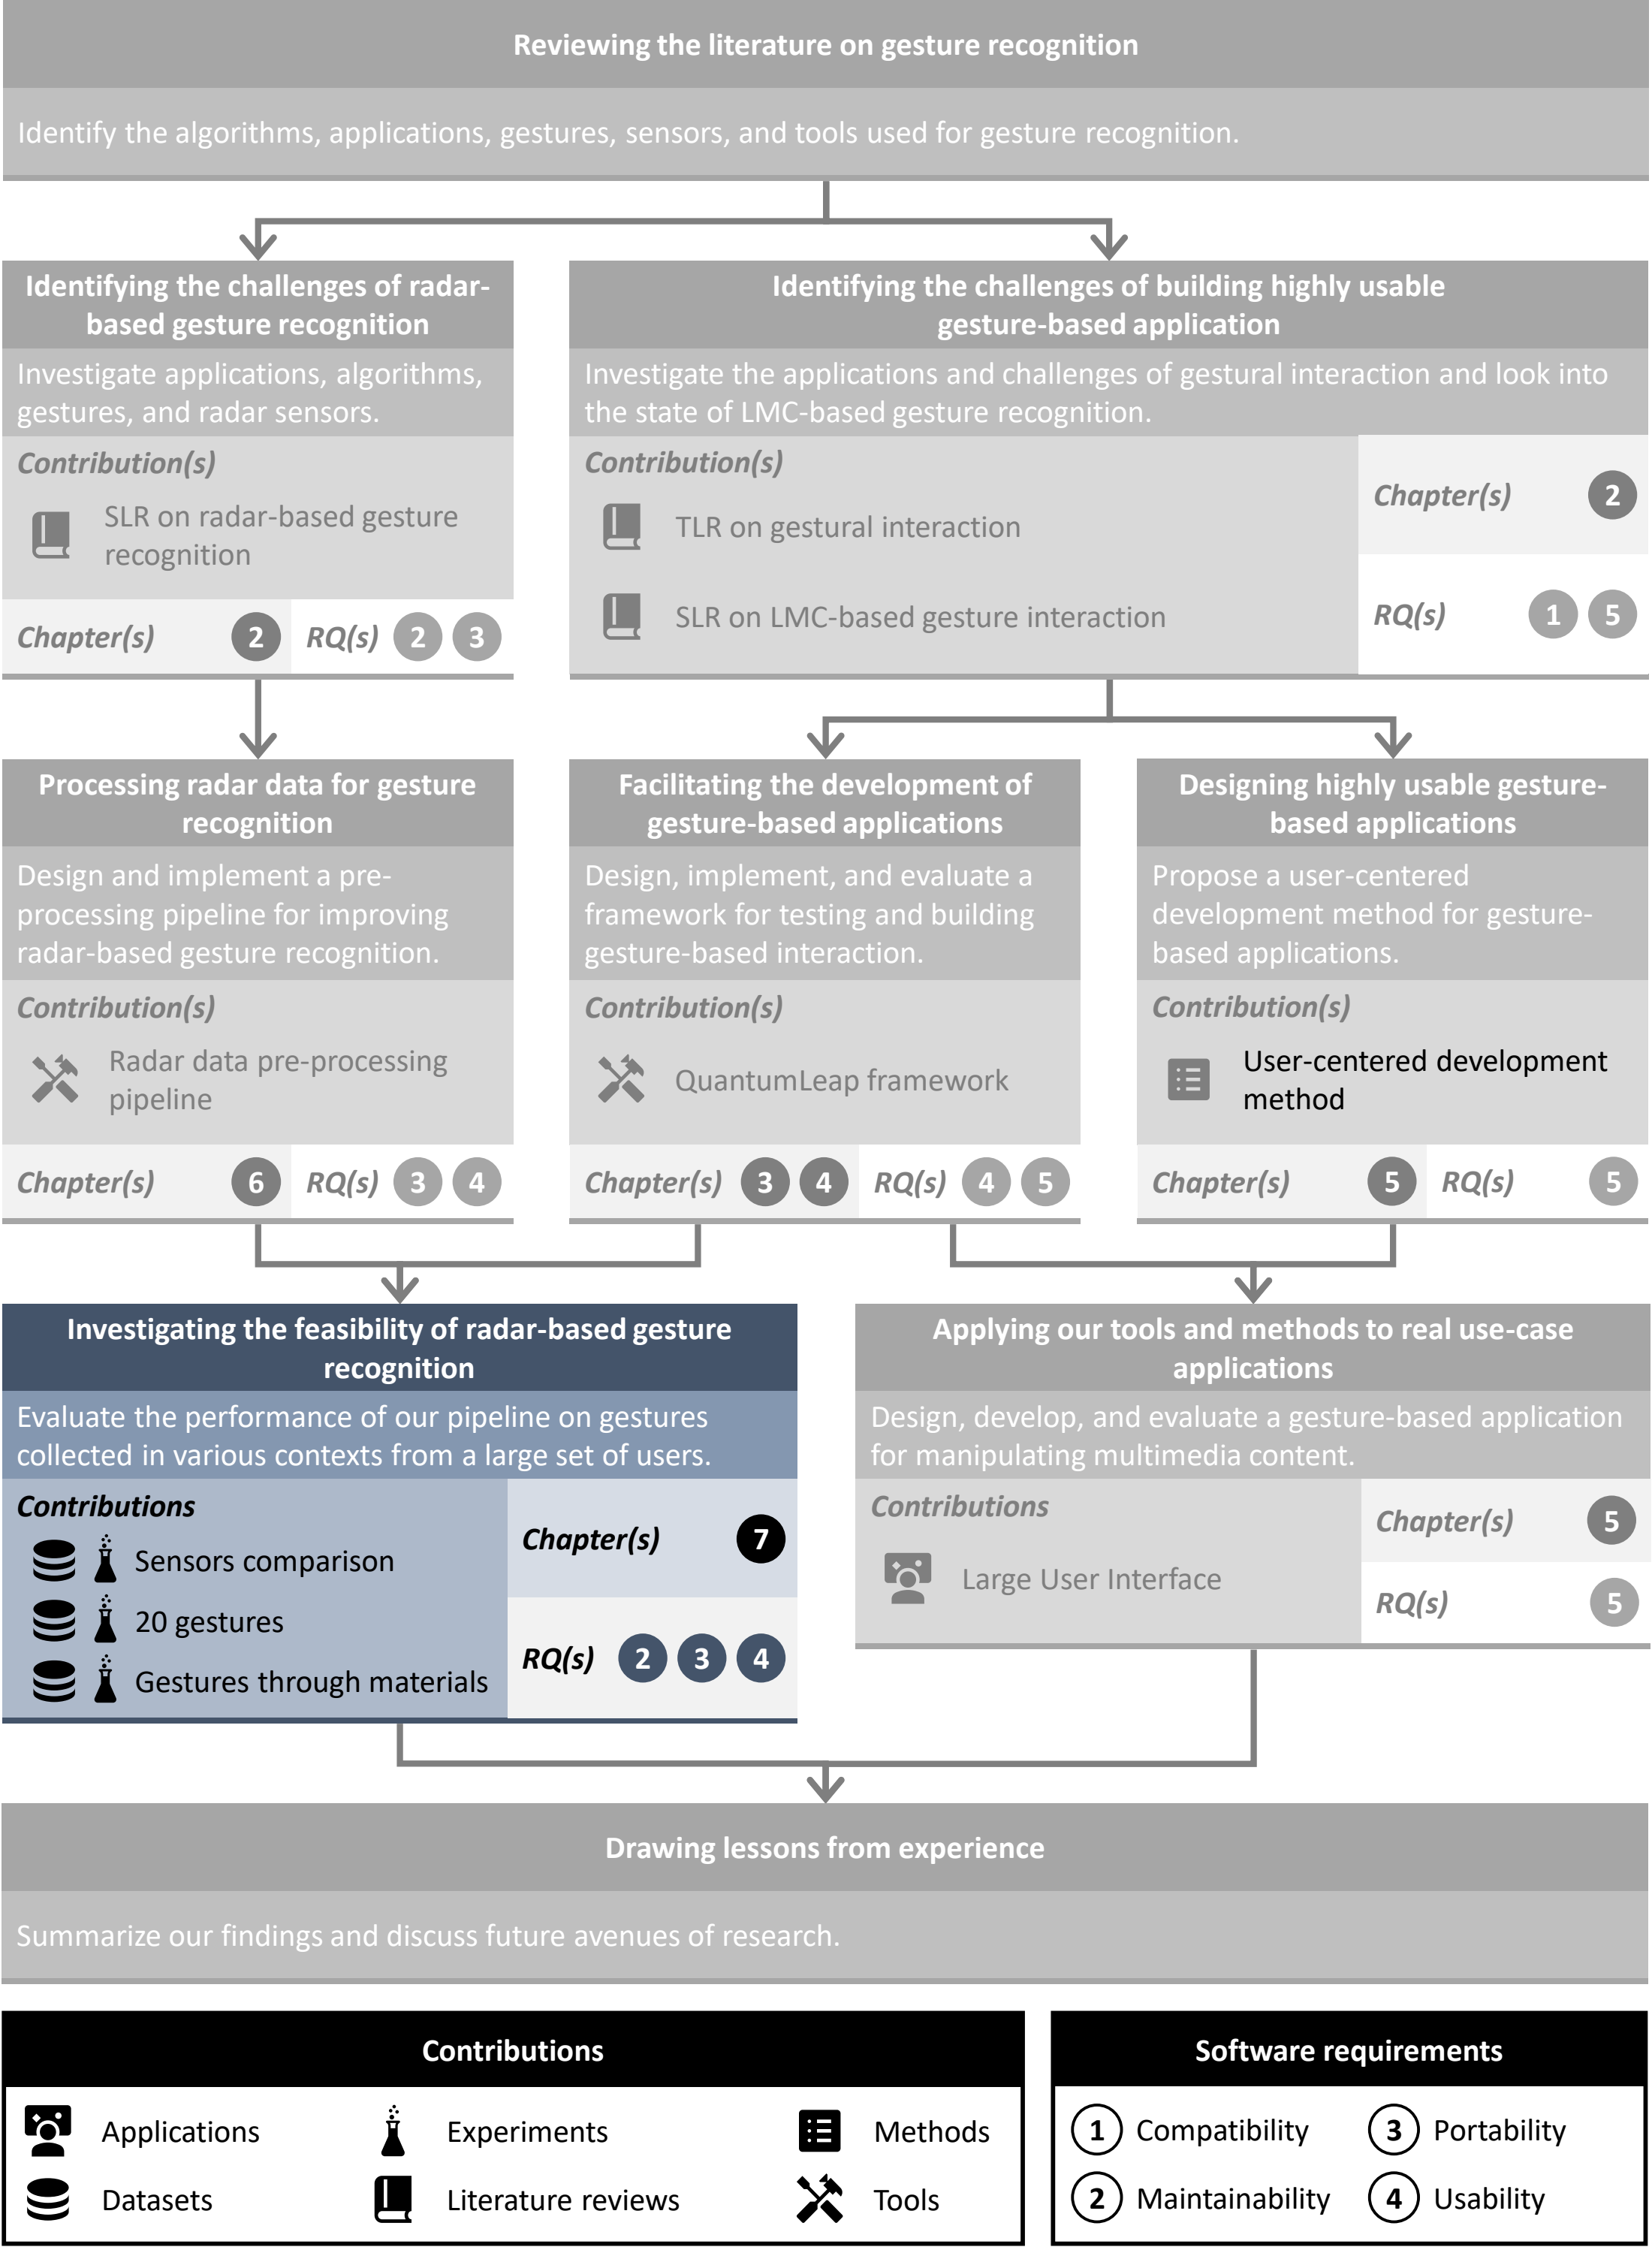 Reviewing the literature on gesture recognition
Identify the algorithms, applications, gestures, sensors, and tools used for gesture recognition.
Identifying the challenges of radar-
based gesture recognition
Investigate applications, algorithms,
gestures, and radar sensors.
Contribution(s)
SLR on radar-based gesture
recognition
Chapter(s) 2 RQ(s) 2 3
Identifying the challenges of building highly usable
gesture-based application
Investigate the applications and challenges of gestural interaction and look into
the state of LMC-based gesture recognition.
Contribution(s)
TLR on gestural interaction
SLR on LMC-based gesture interaction
Chapter(s) 2
RQ(s) 1 5
Processing radar data for gesture
recognition
Design and implement a pre-
processing pipeline for improving
radar-based gesture recognition.
Contribution(s)
Radar data pre-processing
pipeline
Chapter(s) 6 RQ(s) 3 4
Facilitating the development of
gesture-based applications
Design, implement, and evaluate a
framework for testing and building
gesture-based interaction.
Contribution(s)
QuantumLeap framework
Chapter(s) 3 4 RQ(s) 4 5
Designing highly usable gesture-
based applications
Propose a user-centered
development method for gesture-
based applications.
Contribution(s)
User-centered development
method
Chapter(s) 5 RQ(s) 5
Investigating the feasibility of radar-based gesture
recognition
Evaluate the performance of our pipeline on gestures
collected in various contexts from a large set of users.
Contributions
Sensors comparison
20 gestures
Gestures through materials
Chapter(s) 7
RQ(s) 2 3 4
Applying our tools and methods to real use-case
applications
Design, develop, and evaluate a gesture-based application
for manipulating multimedia content.
Contributions
Large User Interface
Chapter(s) 5
RQ(s) 5
Drawing lessons from experience
Summarize our findings and discuss future avenues of research.
Contributions
Applications Experiments Methods
Datasets Literature reviews Tools
Software requirements
1 Compatibility 3 Portability
2 Maintainability 4 Usability